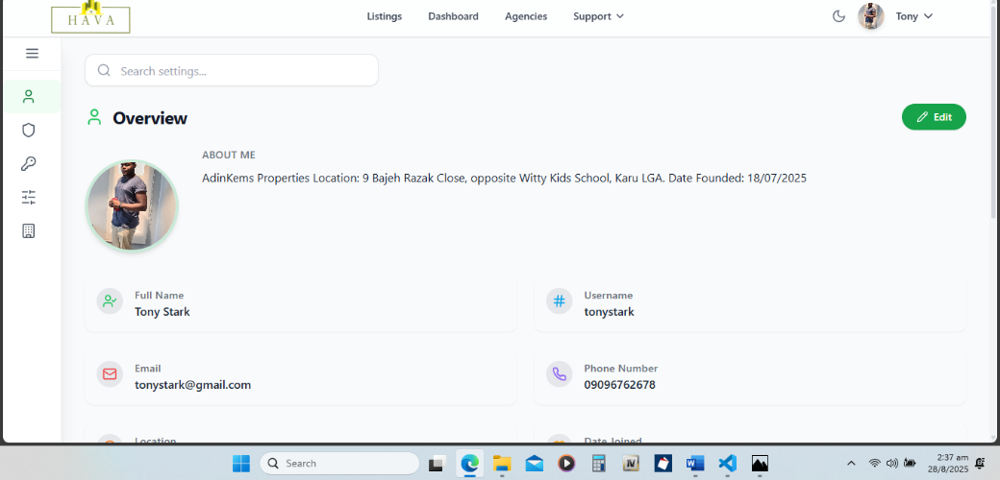 HAVA
Listings
Dashboard
Agencies
Support
Tony
Search settings...
Overview
Edit
ABOUT ME
AdinKems Properties Location: 9 Bajeh Razak Close, opposite Witty Kids School, Karu LGA. Date Founded: 18/07/2025
Full Name
Tony Stark
Username
tonystark
Email
tonystark@gmail.com
Phone Number
09096762678
Location
Date Joined
Search
2:37 am
28/8/2025